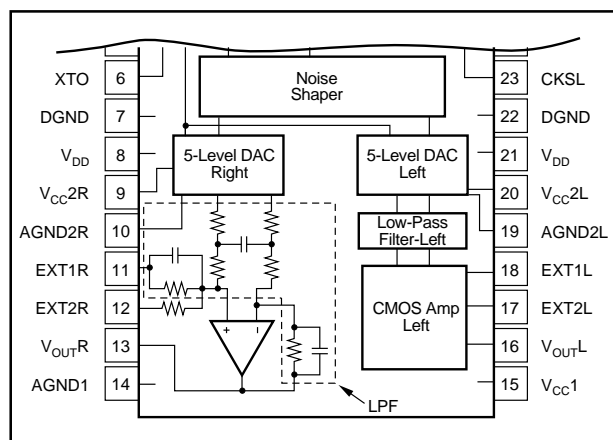 Noise
Shaper
XTO 6
DGND 7
VDD 8
VCC2R 9
AGND2R 10
EXT1R 11
EXT2R 12
VOUTR 13
AGND1 14
5-Level DAC
Right
5-Level DAC
Left
Low-Pass
Filter-Left
CMOS Amp
Left
+ –
LPF
23 CKSL
22 DGND
21 VDD
20 VCC2L
19 AGND2L
18 EXT1L
17 EXT2L
16 VOUTL
15 VCC1